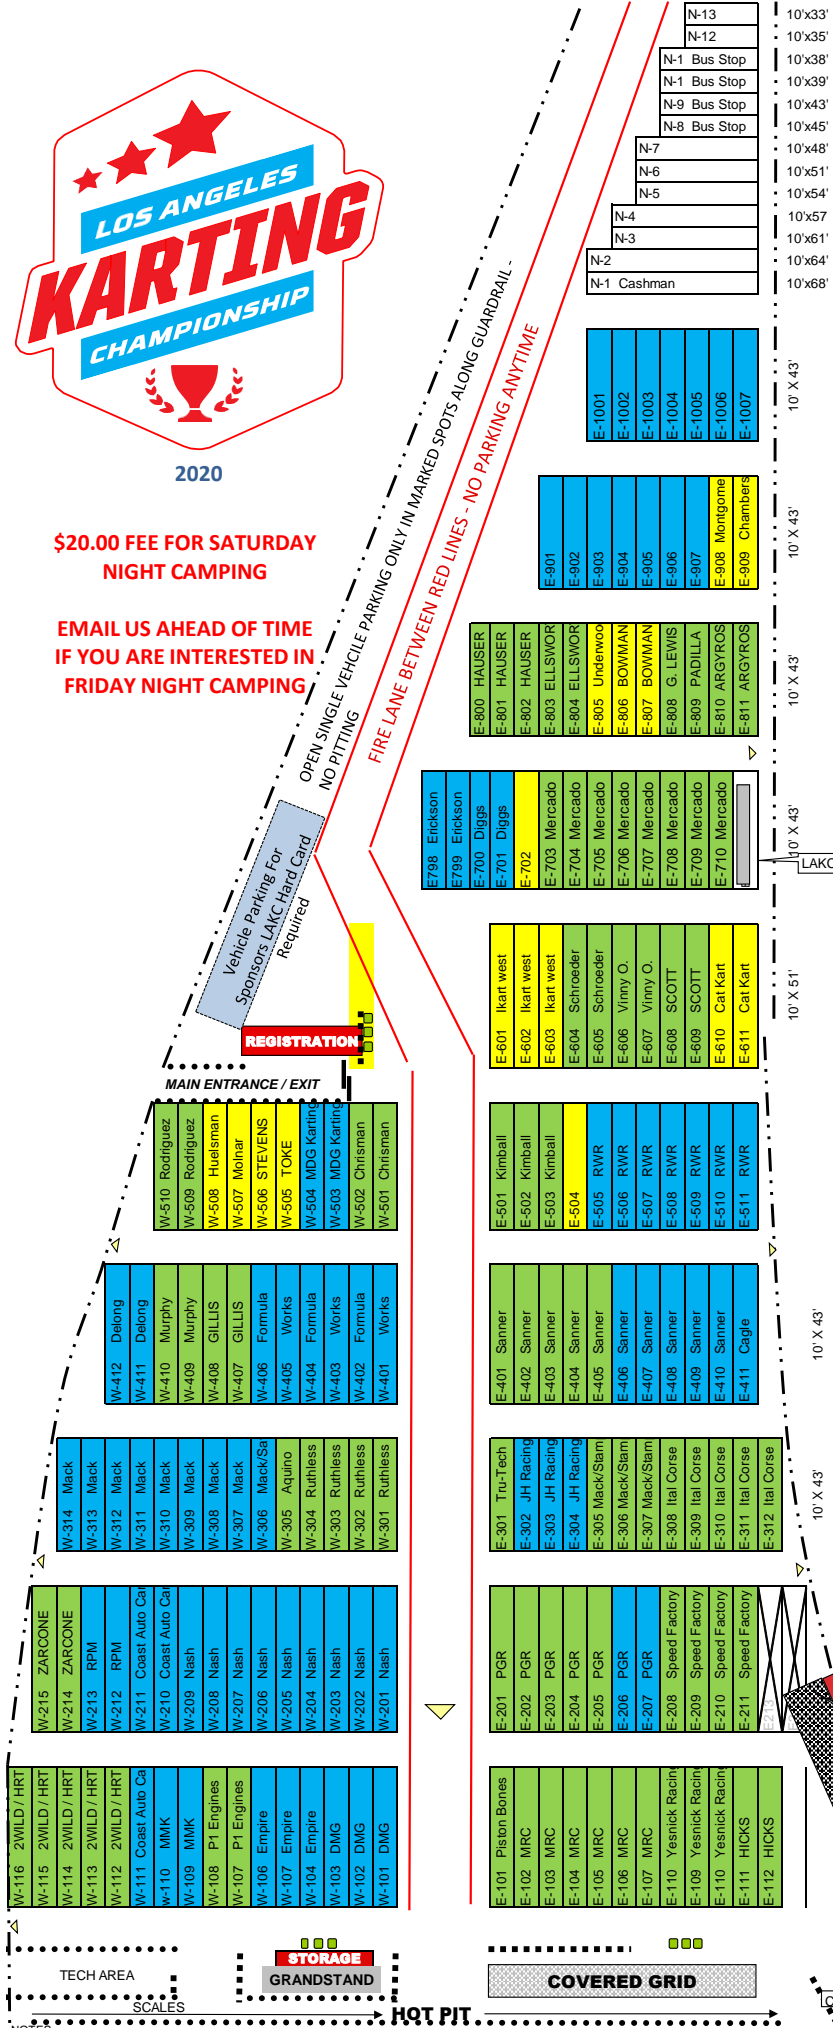 N-13 10'x33'
N-12 10'x35'
N-1 Bus Stop 10'x38'
N-1 Bus Stop 10'x39'
N-9 Bus Stop 10'x43'
N-8 Bus Stop 10'x45'
N-7 10'x48'
N-6 10'x51'
N-5 10'x54'
N-4 10'x57
N-3 10'x61'
N-2 10'x64'
N-1 Cashman 10'x68'
LOS ANGELES
KARTING
CHAMPIONSHIP
2020
$20.00 FEE FOR SATURDAY
NIGHT CAMPING
EMAIL US AHEAD OF TIME
IF YOU ARE INTERESTED IN
FRIDAY NIGHT CAMPING
OPEN SINGLE VEHCILE PARKING ONLY IN MARKED SPOTS ALONG GUARDRAIL -
NO PITTING
FIRE LANE BETWEEN RED LINES - NO PARKING ANYTIME
E-1001
E-1002
E-1003
E-1004
E-1005
E-1006
E-1007
10' X 43'
E-901
E-902
E-903
E-904
E-905
E-906
E-907
E-908 Montgome
E-909 Chambers
10' X 43'
E-800 HAUSER
E-801 HAUSER
E-802 HAUSER
E-803 ELLSWOR
E-804 ELLSWOR
E-805 Underwoo
E-806 BOWMAN
E-807 BOWMAN
E-808 G. LEWIS
E-809 PADILLA
E-810 ARGYROS
E-811 ARGYROS
10' X 43'
E798 Erickson
E799 Erickson
E-700 Diggs
E-701 Diggs
E-702
E-703 Mercado
E-704 Mercado
E-705 Mercado
E-706 Mercado
E-707 Mercado
E-708 Mercado
E-709 Mercado
E-710 Mercado
10' X 43'
LAKC
Vehicle Parking For
Sponsors LAKC Hard Card
Required
REGISTRATION
MAIN ENTRANCE / EXIT
E-601 Ikart west
E-602 Ikart west
E-603 Ikart west
E-604 Schroeder
E-605 Schroeder
E-606 Vinny O.
E-607 Vinny O.
E-608 SCOTT
E-609 SCOTT
E-610 Cat Kart
E-611 Cat Kart
10' X 51'
W-510 Rodriguez
W-509 Rodriguez
W-508 Huelsman
W-507 Molnar
W-506 STEVENS
W-505 TOKE
W-504 MDG Karting
W-503 MDG Karting
W-502 Chrisman
W-501 Chrisman
E-501 Kimball
E-502 Kimball
E-503 Kimball
E-504
E-505 RWR
E-506 RWR
E-507 RWR
E-508 RWR
E-509 RWR
E-510 RWR
E-511 RWR
W-412 Delong
W-411 Delong
W-410 Murphy
W-409 Murphy
W-408 GILLIS
W-407 GILLIS
W-406 Formula
W-405 Works
W-404 Formula
W-403 Works
W-402 Formula
W-401 Works
E-401 Sanner
E-402 Sanner
E-403 Sanner
E-404 Sanner
E-405 Sanner
E-406 Sanner
E-407 Sanner
E-408 Sanner
E-409 Sanner
E-410 Sanner
E-411 Cagle
10' X 43'
W-314 Mack
W-313 Mack
W-312 Mack
W-311 Mack
W-310 Mack
W-309 Mack
W-308 Mack
W-307 Mack
W-306 Mack/Sa
W-305 Aquino
W-304 Ruthless
W-303 Ruthless
W-302 Ruthless
W-301 Ruthless
E-301 Tru-Tech
E-302 JH Racing
E-303 JH Racing
E-304 JH Racing
E-305 Mack/Stam
E-306 Mack/Stam
E-307 Mack/Stam
E-308 Ital Corse
E-309 Ital Corse
E-310 Ital Corse
E-311 Ital Corse
E-312 Ital Corse
10' X 43'
W-215 ZARCONE
W-214 ZARCONE
W-213 RPM
W-212 RPM
W-211 Coast Auto Car
W-210 Coast Auto Car
W-209 Nash
W-208 Nash
W-207 Nash
W-206 Nash
W-205 Nash
W-204 Nash
W-203 Nash
W-202 Nash
W-201 Nash
E-201 PGR
E-202 PGR
E-203 PGR
E-204 PGR
E-205 PGR
E-206 PGR
E-207 PGR
E-208 Speed Factory
E-209 Speed Factory
E-210 Speed Factory
E-211 Speed Factory
W-116 2WILD / HRT
W-115 2WILD / HRT
W-114 2WILD / HRT
W-113 2WILD / HRT
W-112 2WILD / HRT
W-111 Coast Auto Ca
w-110 MMK
W-109 MMK
W-108 P1 Engines
W-107 P1 Engines
W-106 Empire
W-107 Empire
W-104 Empire
W-103 DMG
W-102 DMG
W-101 DMG
E-101 Piston Bones
E-102 MRC
E-103 MRC
E-104 MRC
E-105 MRC
E-106 MRC
E-107 MRC
E-110 Yesnick Racing
E-109 Yesnick Racing
E-110 Yesnick Racing
E-111 HICKS
E-112 HICKS
TECH AREA
STORAGE
GRANDSTAND
COVERED GRID
SCALES
HOT PIT